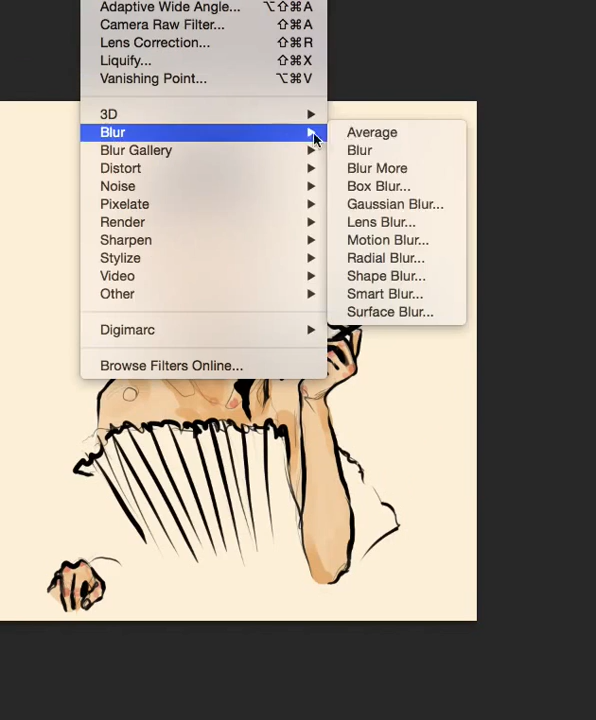 Adaptive Wide Angle... ⌥⇧⌘A
Camera Raw Filter... ⇧⌘A
Lens Correction... ⇧⌘R
Liquify... ⇧⌘X
Vanishing Point... ⌥⌘V
3D
Blur
Blur Gallery
Distort
Noise
Pixelate
Render
Sharpen
Stylize
Video
Other
Digimarc
Browse Filters Online...
Average
Blur
Blur More
Box Blur...
Gaussian Blur...
Lens Blur...
Motion Blur...
Radial Blur...
Shape Blur...
Smart Blur...
Surface Blur...